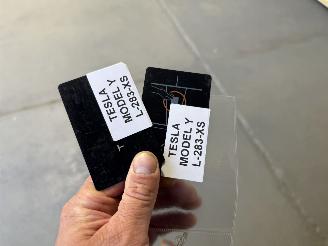 TESLA
MODEL Y
L-283-XS
TESLA
MODEL Y
L-283-XS